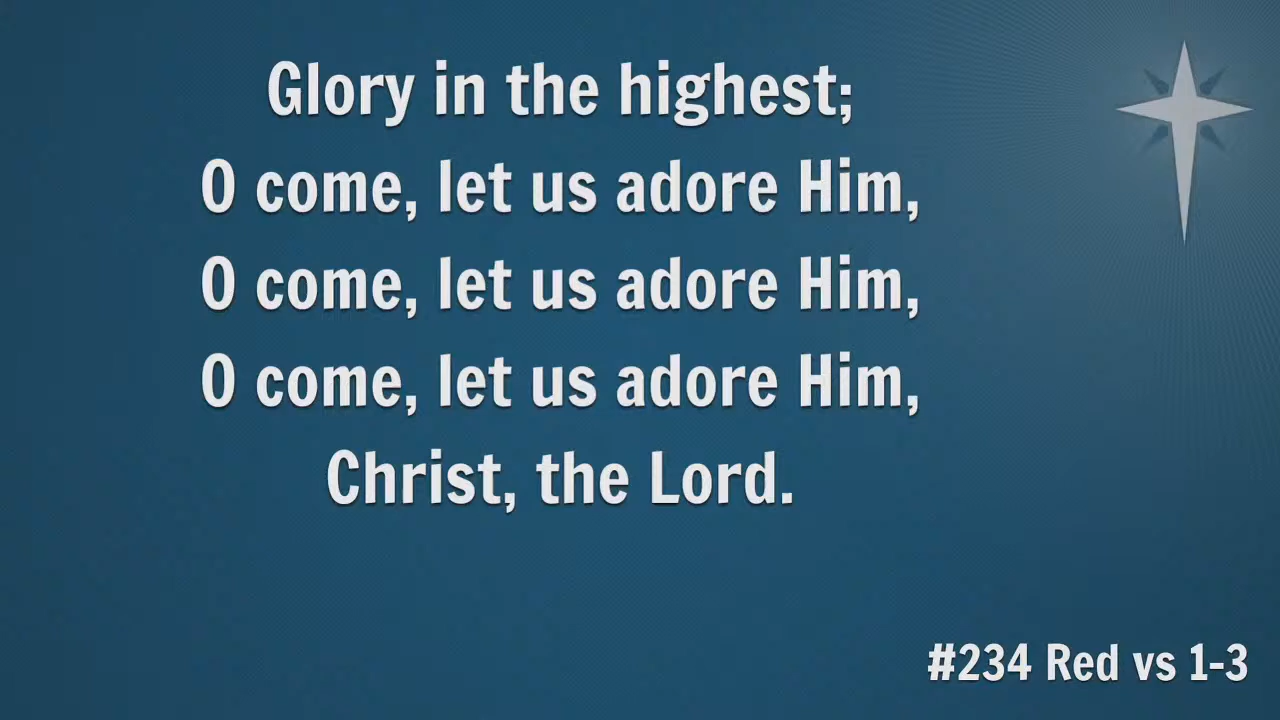 Glory in the highest;
O come, let us adore Him,
O come, let us adore Him,
O come, let us adore Him,
Christ, the Lord.
#234 Red vs 1-3